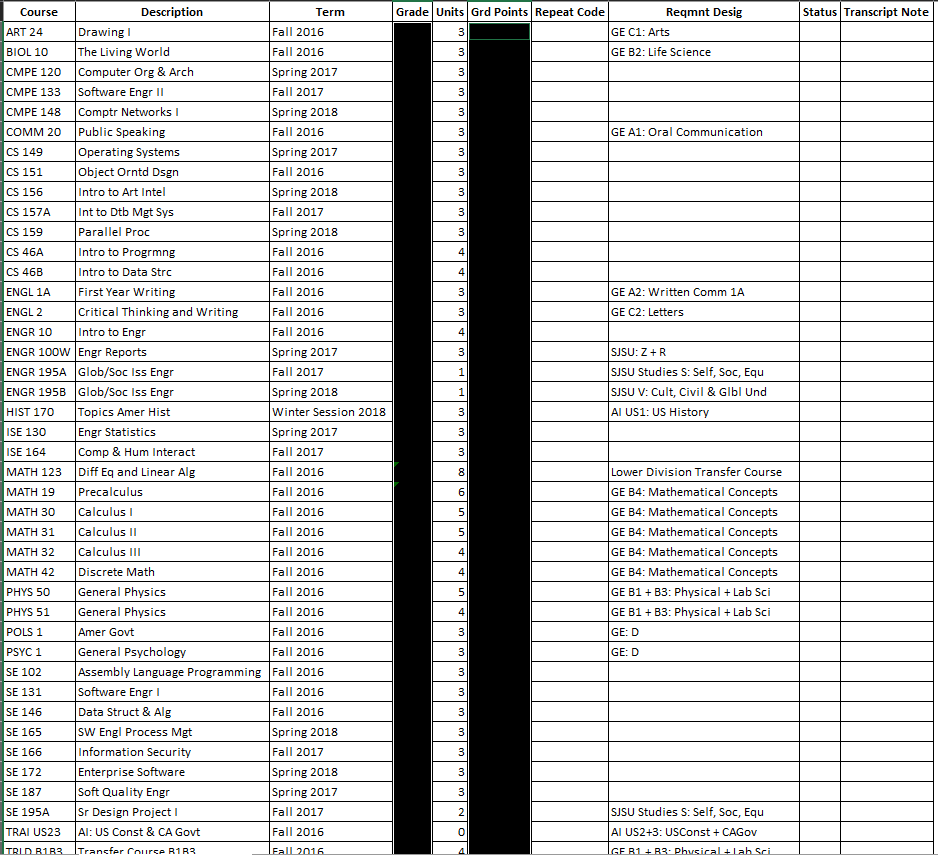 Course Description Term Grade Units Grd Points Repeat Code Reqmnt Desig Status Transcript Note
ART 24 Drawing I Fall 2016 3 GE C1: Arts
BIOL 10 The Living World Fall 2016 3 GE B2: Life Science
CMPE 120 Computer Org & Arch Spring 2017 3
CMPE 133 Software Engr II Fall 2017 3
CMPE 148 Comptr Networks I Spring 2018 3
COMM 20 Public Speaking Fall 2016 3 GE A1: Oral Communication
CS 149 Operating Systems Spring 2017 3
CS 151 Object Orntd Dsgn Fall 2016 3
CS 156 Intro to Art Intel Spring 2018 3
CS 157A Int to Dtb Mgt Sys Fall 2017 3
CS 159 Parallel Proc Spring 2018 3
CS 46A Intro to Progrmng Fall 2016 4
CS 46B Intro to Data Strc Fall 2016 4
ENGL 1A First Year Writing Fall 2016 3 GE A2: Written Comm 1A
ENGL 2 Critical Thinking and Writing Fall 2016 3 GE C2: Letters
ENGR 10 Intro to Engr Fall 2016 4
ENGR 100W Engr Reports Spring 2017 3 SJSU: Z + R
ENGR 195A Glob/Soc Iss Engr Fall 2017 1 SJSU Studies S: Self, Soc, Equ
ENGR 195B Glob/Soc Iss Engr Spring 2018 1 SJSU V: Cult, Civil & Glbl Und
HIST 170 Topics Amer Hist Winter Session 2018 3 AI US1: US History
ISE 130 Engr Statistics Spring 2017 3
ISE 164 Comp & Hum Interact Fall 2017 3
MATH 123 Diff Eq and Linear Alg Fall 2016 8 Lower Division Transfer Course
MATH 19 Precalculus Fall 2016 6 GE B4: Mathematical Concepts
MATH 30 Calculus I Fall 2016 5 GE B4: Mathematical Concepts
MATH 31 Calculus II Fall 2016 5 GE B4: Mathematical Concepts
MATH 32 Calculus III Fall 2016 4 GE B4: Mathematical Concepts
MATH 42 Discrete Math Fall 2016 4 GE B4: Mathematical Concepts
PHYS 50 General Physics Fall 2016 5 GE B1 + B3: Physical + Lab Sci
PHYS 51 General Physics Fall 2016 4 GE B1 + B3: Physical + Lab Sci
POLS 1 Amer Govt Fall 2016 3 GE: D
PSYC 1 General Psychology Fall 2016 3 GE: D
SE 102 Assembly Language Programming Fall 2016 3
SE 131 Software Engr I Fall 2016 3
SE 146 Data Struct & Alg Fall 2016 3
SE 165 SW Engl Process Mgt Spring 2018 3
SE 166 Information Security Fall 2017 3
SE 172 Enterprise Software Spring 2018 3
SE 187 Soft Quality Engr Spring 2017 3
SE 195A Sr Design Project I Fall 2017 2 SJSU Studies S: Self, Soc, Equ
TRAI US23 AI: US Const & CA Govt Fall 2016 0 AI US2+3: USConst + CAGov
TRLD B1B3 Transfer Course B1B3 Fall 2016 4 GE B1 + B3: Physical + Lab Sci